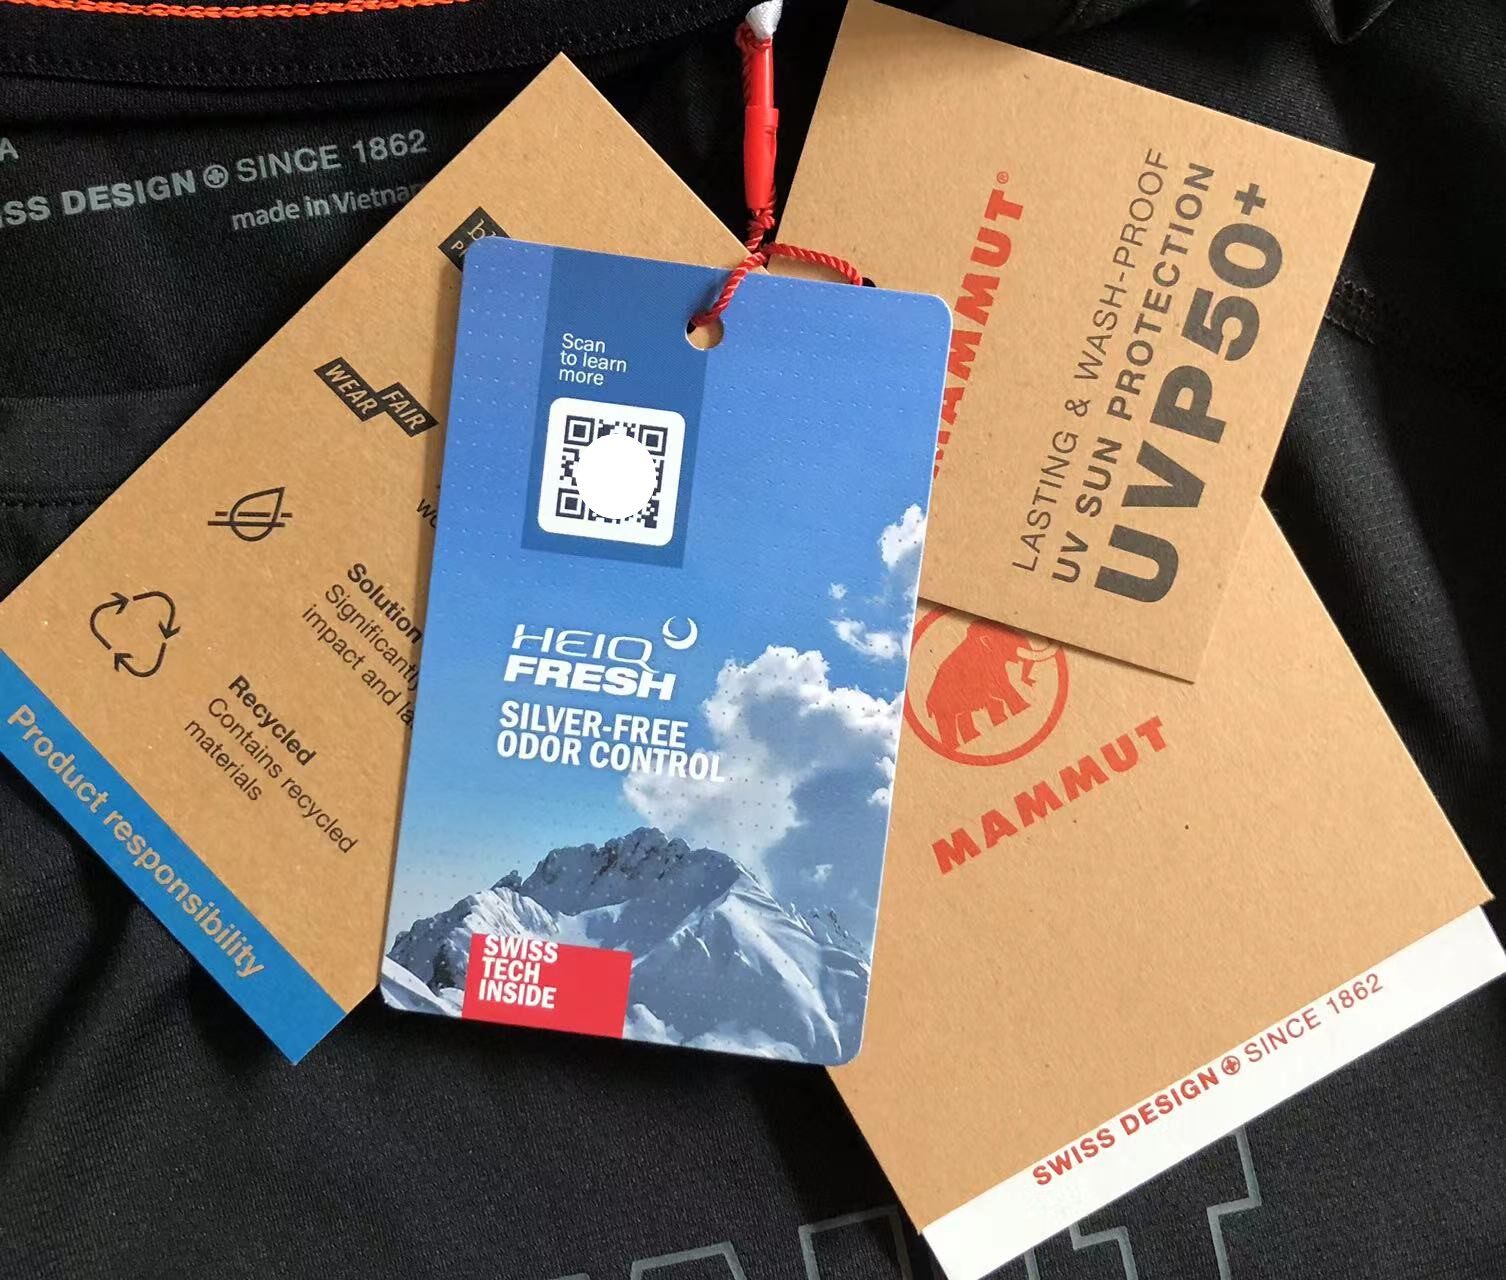 SS DESIGN SINCE 1862
made in Vietna
WEAR
FAIR
Solution
Significantly
impact and la
Recycled
Contains recycled
materials
Product responsibility
Scan
to learn
more
HEIQ
FRESH
SILVER-FREE
ODOR CONTROL
SWISS
TECH
INSIDE
MAMMUT®
LASTING & WASH-PROOF
UV SUN PROTECTION
UVP50+
MAMMUT
SWISS DESIGN SINCE 1862